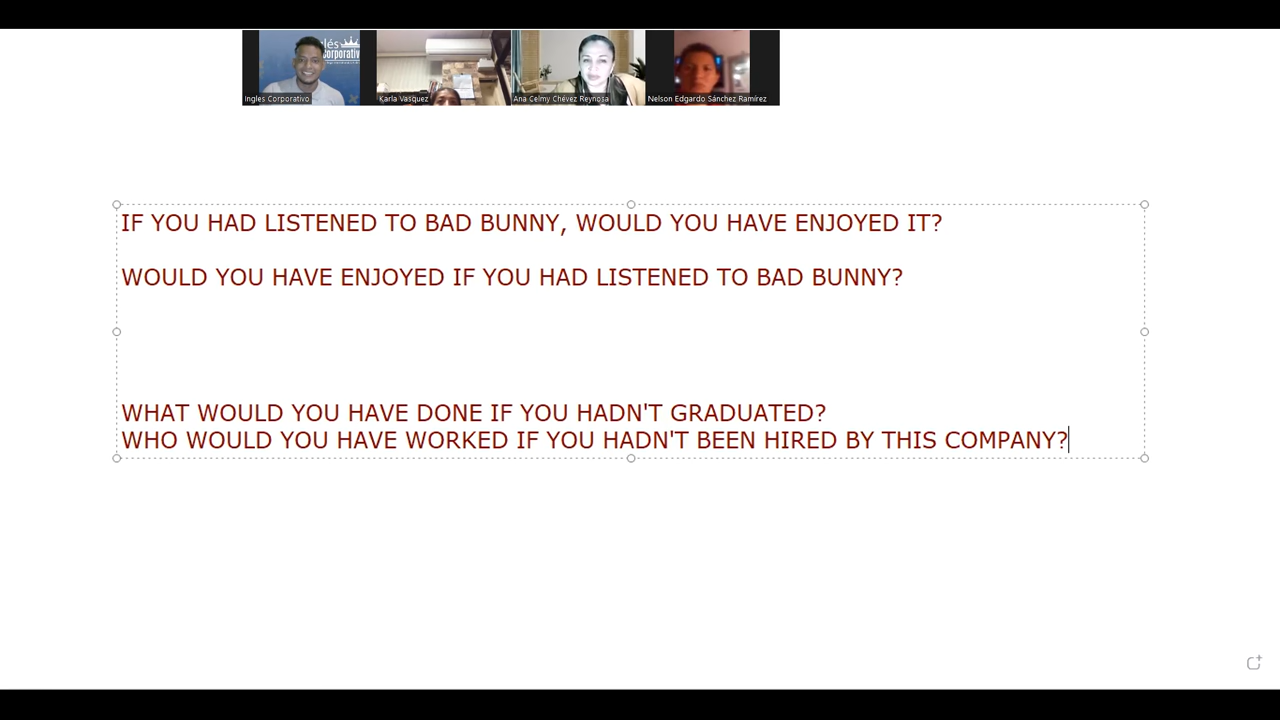 lés
corporativo
Ingles Corporativo
Karla Vasquez
Ana Celmy Chévez Reynosa
Nelson Edgardo Sánchez Ramírez
IF YOU HAD LISTENED TO BAD BUNNY, WOULD YOU HAVE ENJOYED IT?
WOULD YOU HAVE ENJOYED IF YOU HAD LISTENED TO BAD BUNNY?
WHAT WOULD YOU HAVE DONE IF YOU HADN'T GRADUATED?
WHO WOULD YOU HAVE WORKED IF YOU HADN'T BEEN HIRED BY THIS COMPANY?